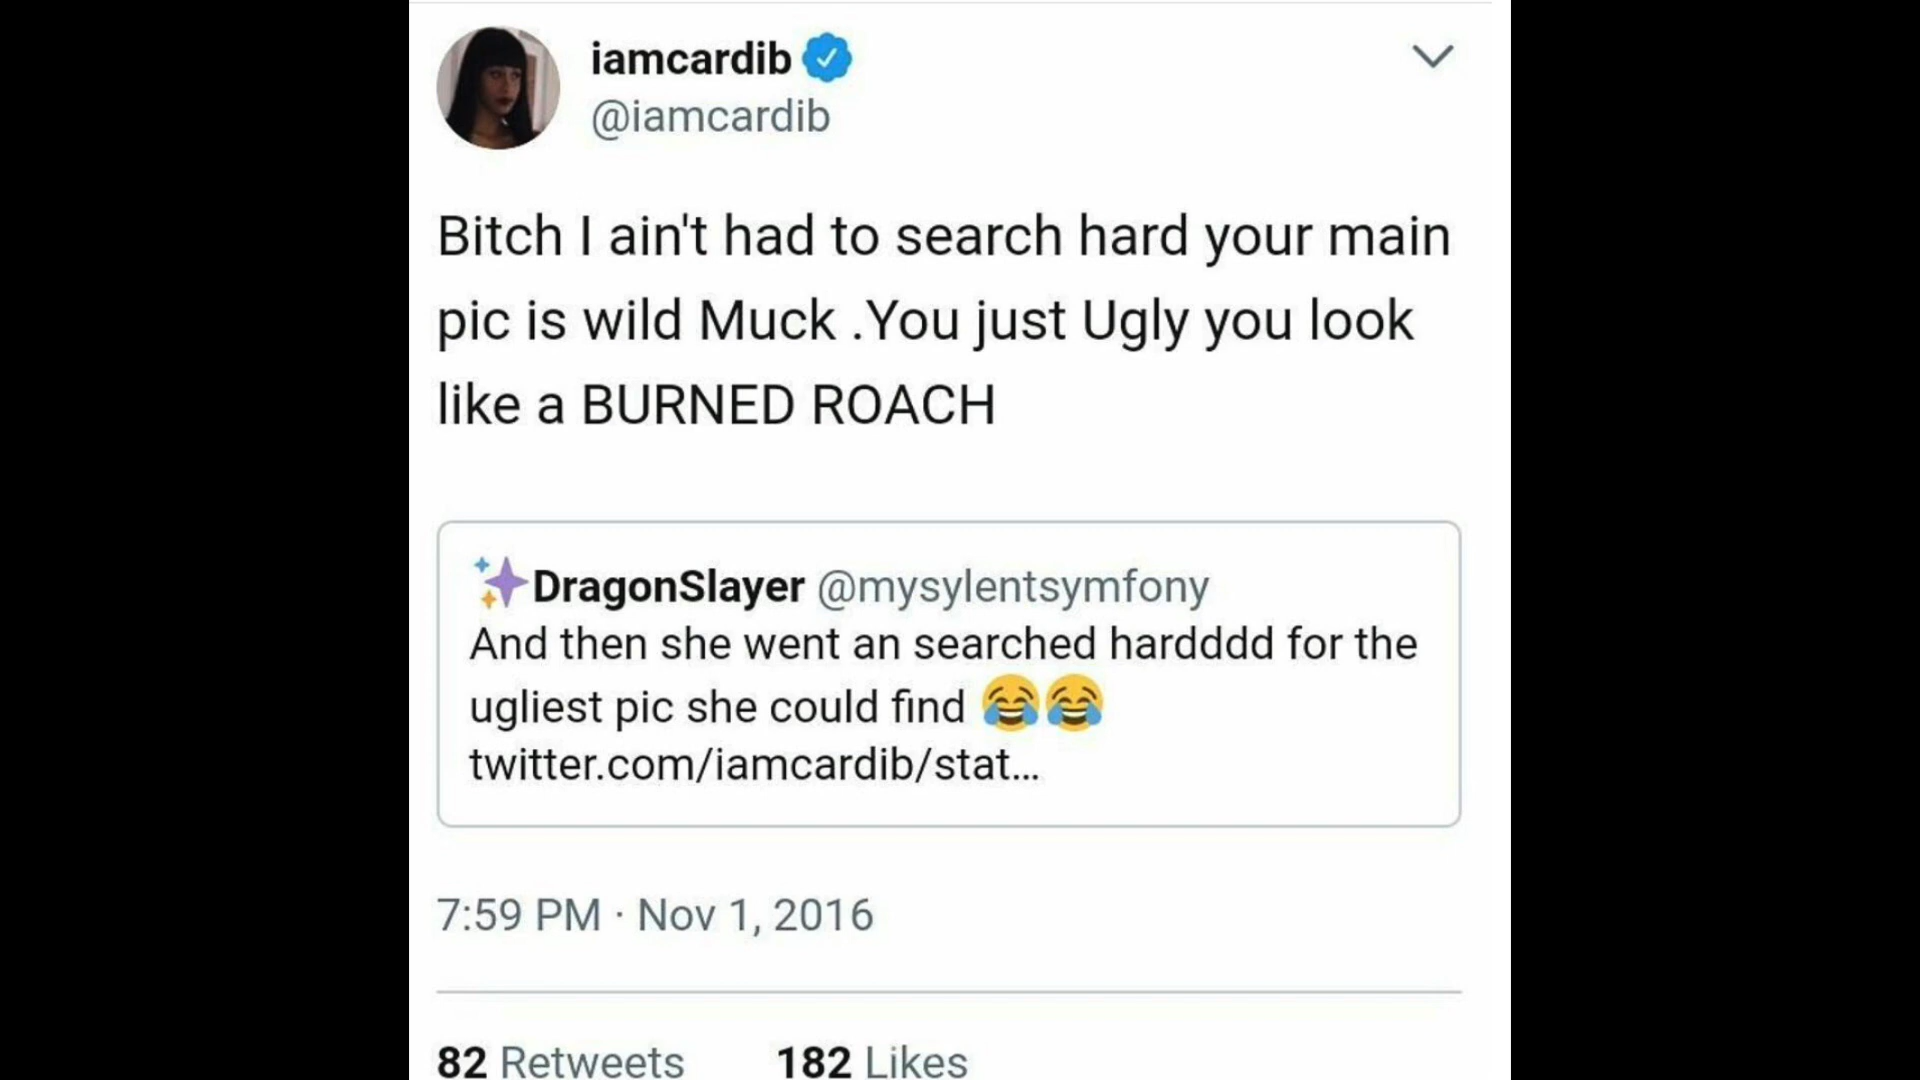 iamcardib
@iamcardib
Bitch I ain't had to search hard your main
pic is wild Muck .You just Ugly you look
like a BURNED ROACH
DragonSlayer @mysylentsymfony
And then she went an searched hardddd for the
ugliest pic she could find 😂😂
twitter.com/iamcardib/stat...
7:59 PM · Nov 1, 2016
82 Retweets 182 Likes